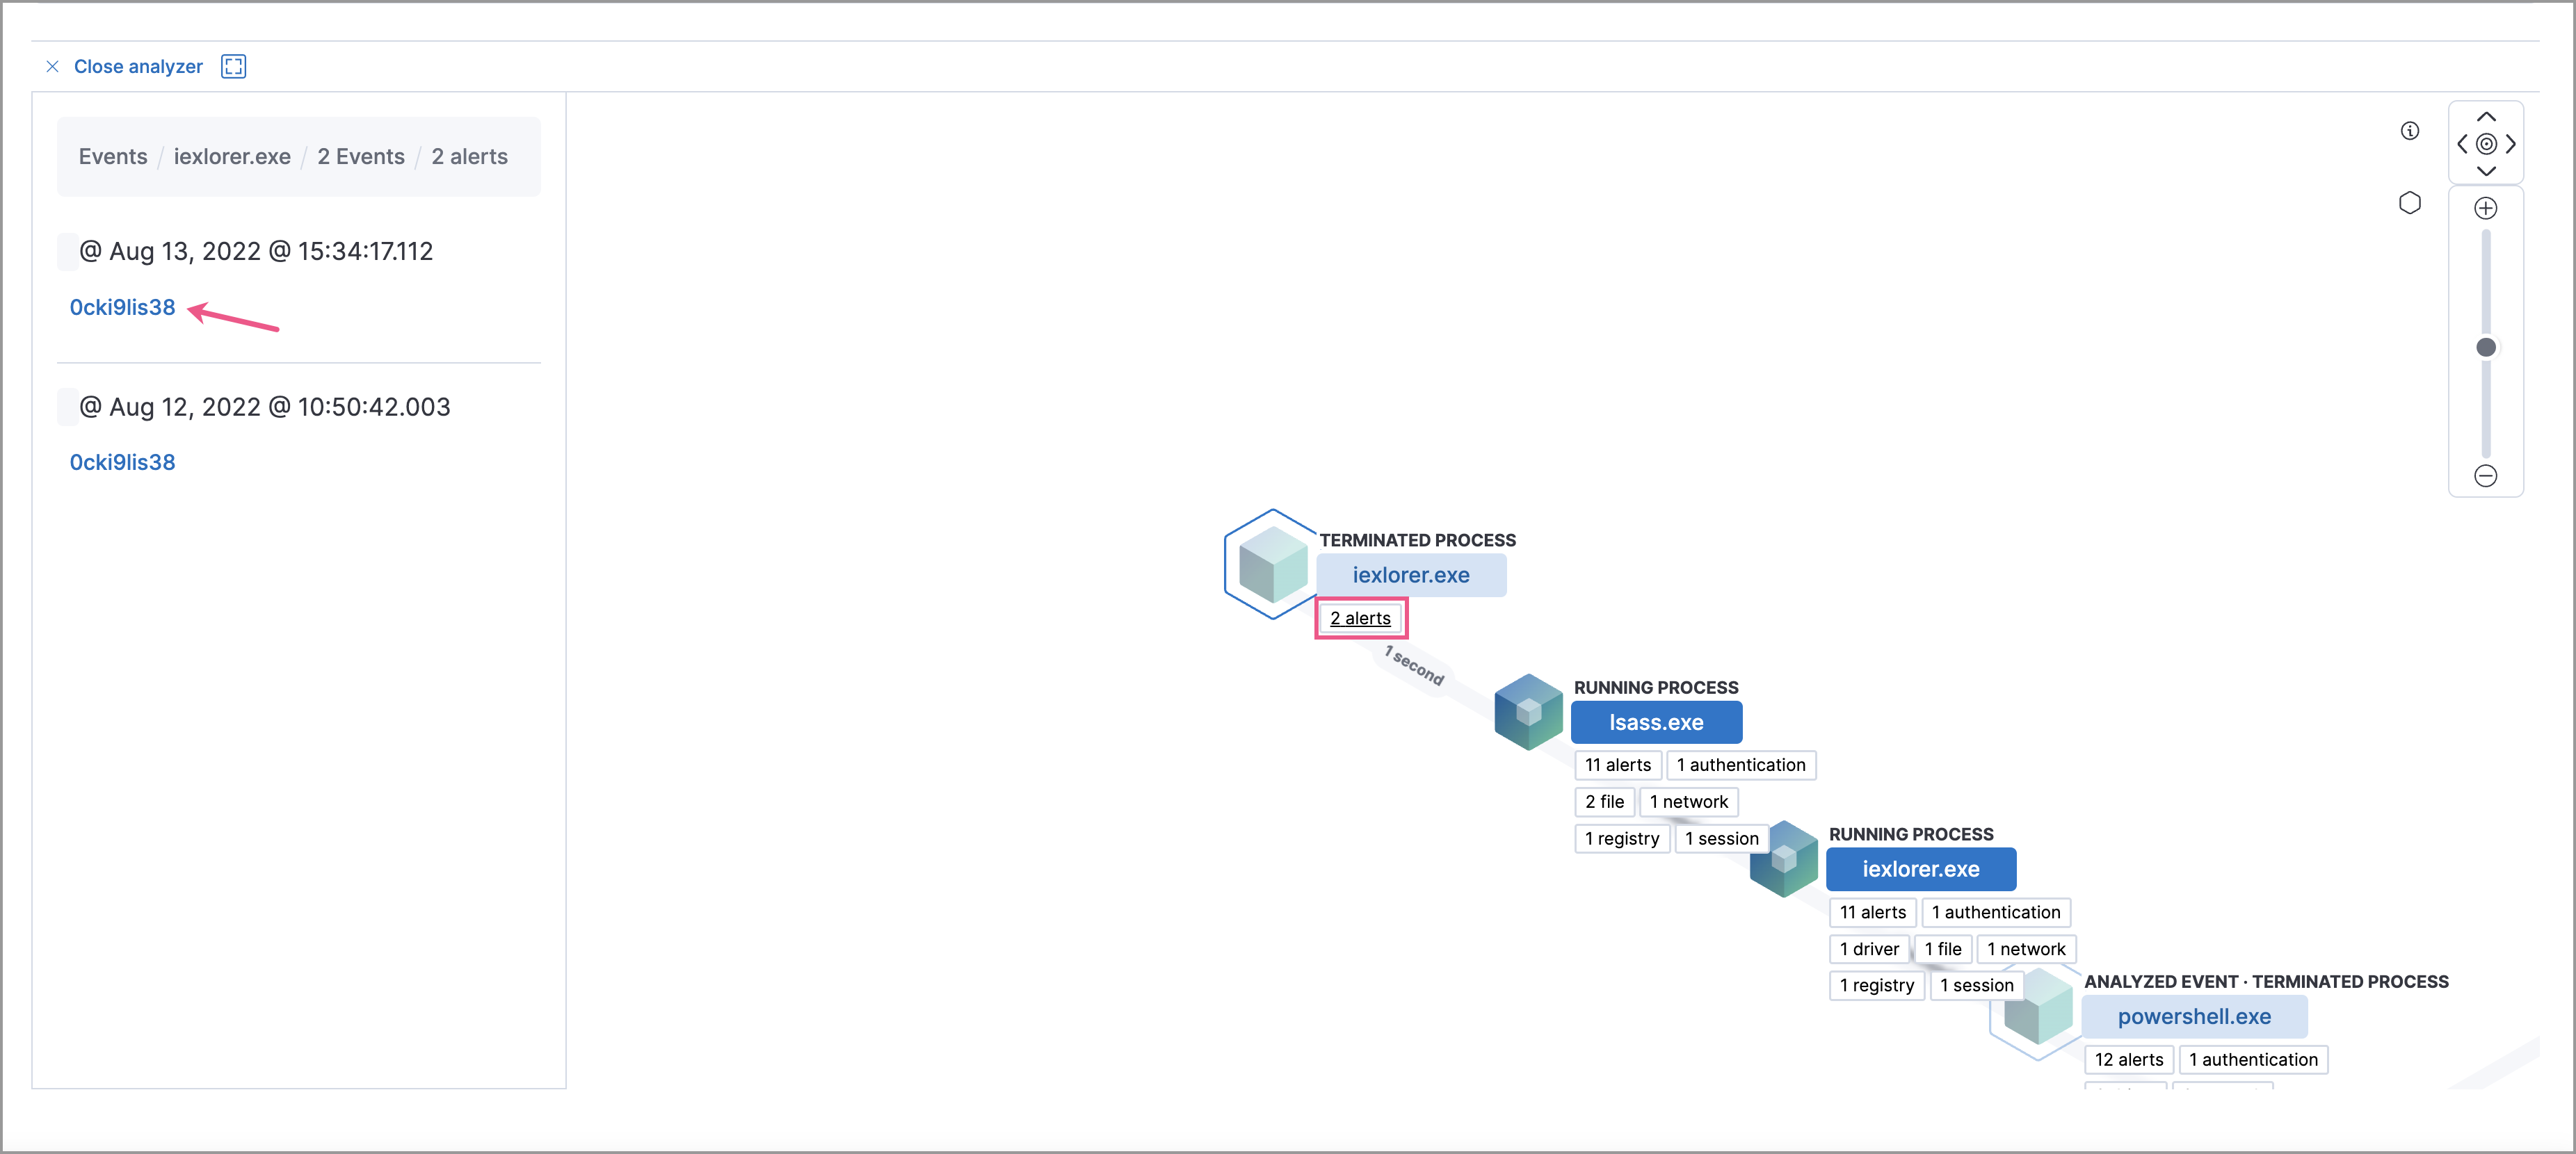 Close analyzer
Events / iexlorer.exe / 2 Events / 2 alerts
@ Aug 13, 2022 @ 15:34:17.112
0cki9lis38
@ Aug 12, 2022 @ 10:50:42.003
0cki9lis38
TERMINATED PROCESS
iexlorer.exe
2 alerts
1 second
RUNNING PROCESS
lsass.exe
11 alerts 1 authentication
2 file 1 network
1 registry 1 session
RUNNING PROCESS
iexlorer.exe
11 alerts 1 authentication
1 driver 1 file 1 network
1 registry 1 session
ANALYZED EVENT · TERMINATED PROCESS
powershell.exe
12 alerts 1 authentication